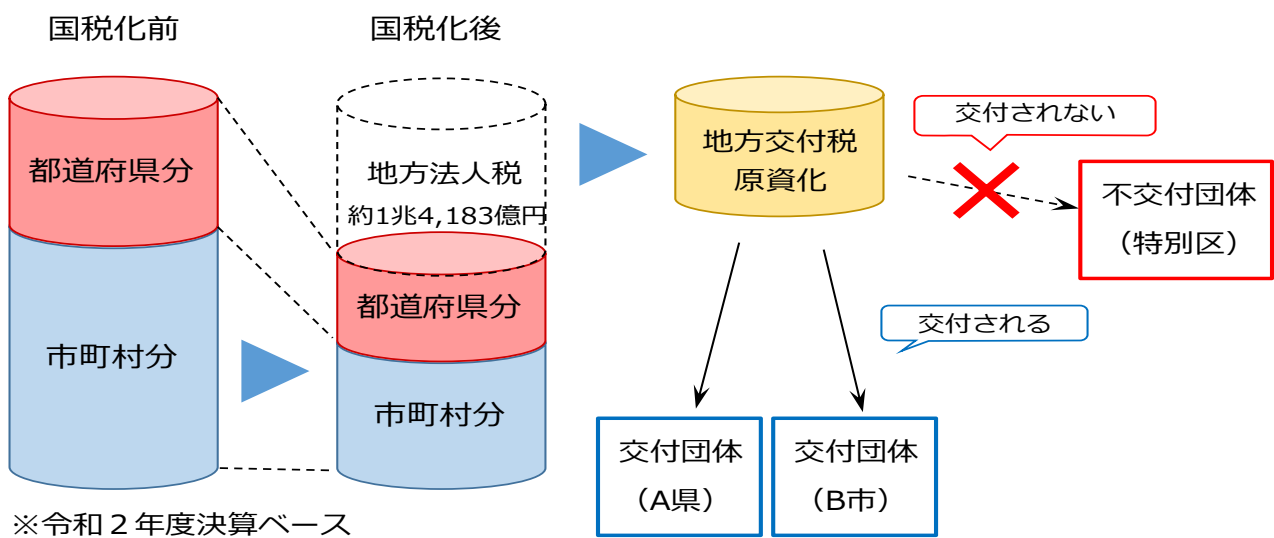 国税化前
国税化後
都道府県分
市町村分
地方法人税
約1兆4,183億円
都道府県分
市町村分
地方交付税
原資化
交付されない
不交付団体
（特別区）
交付される
交付団体
（A県）
交付団体
（B市）
※令和２年度決算ベース